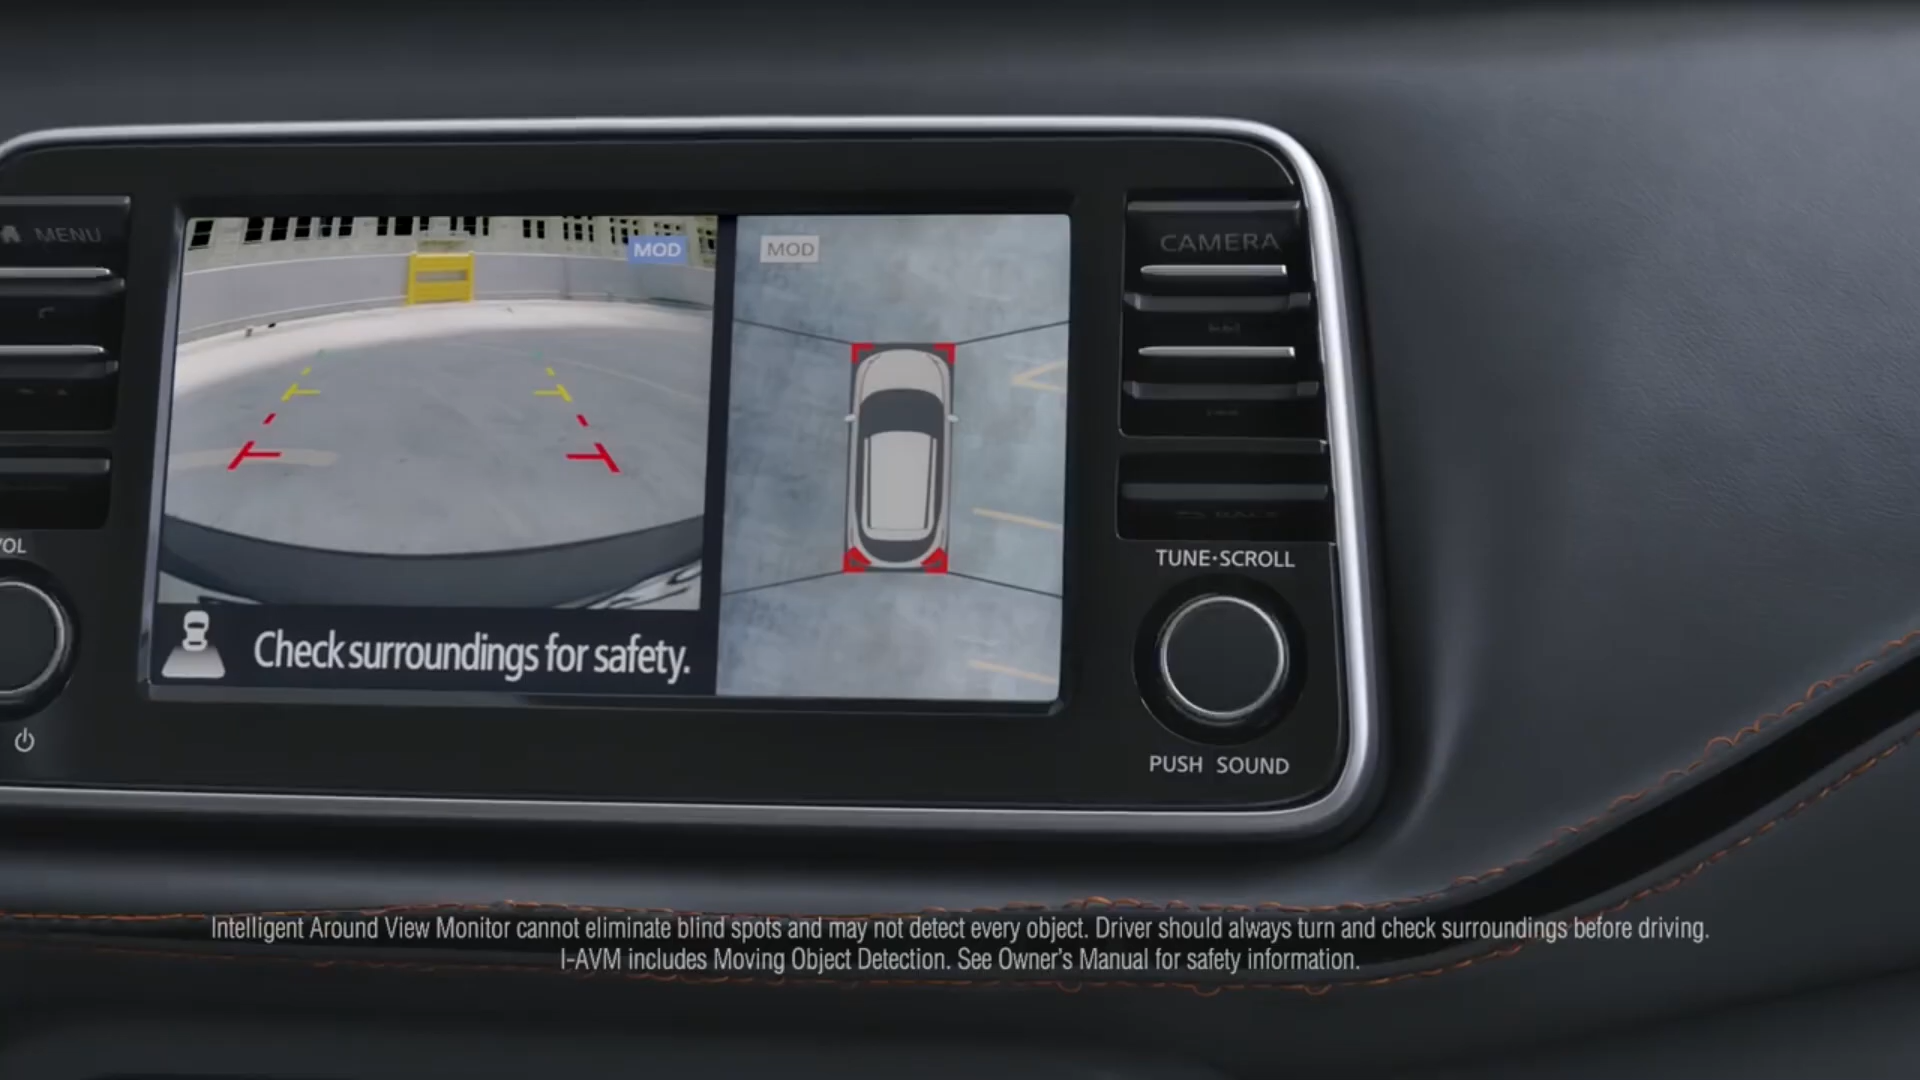 MENU
MOD
MOD
CAMERA
VOL
TUNE·SCROLL
Check surroundings for safety.
PUSH SOUND
Intelligent Around View Monitor cannot eliminate blind spots and may not detect every object. Driver should always turn and check surroundings before driving.
I-AVM includes Moving Object Detection. See Owner's Manual for safety information.